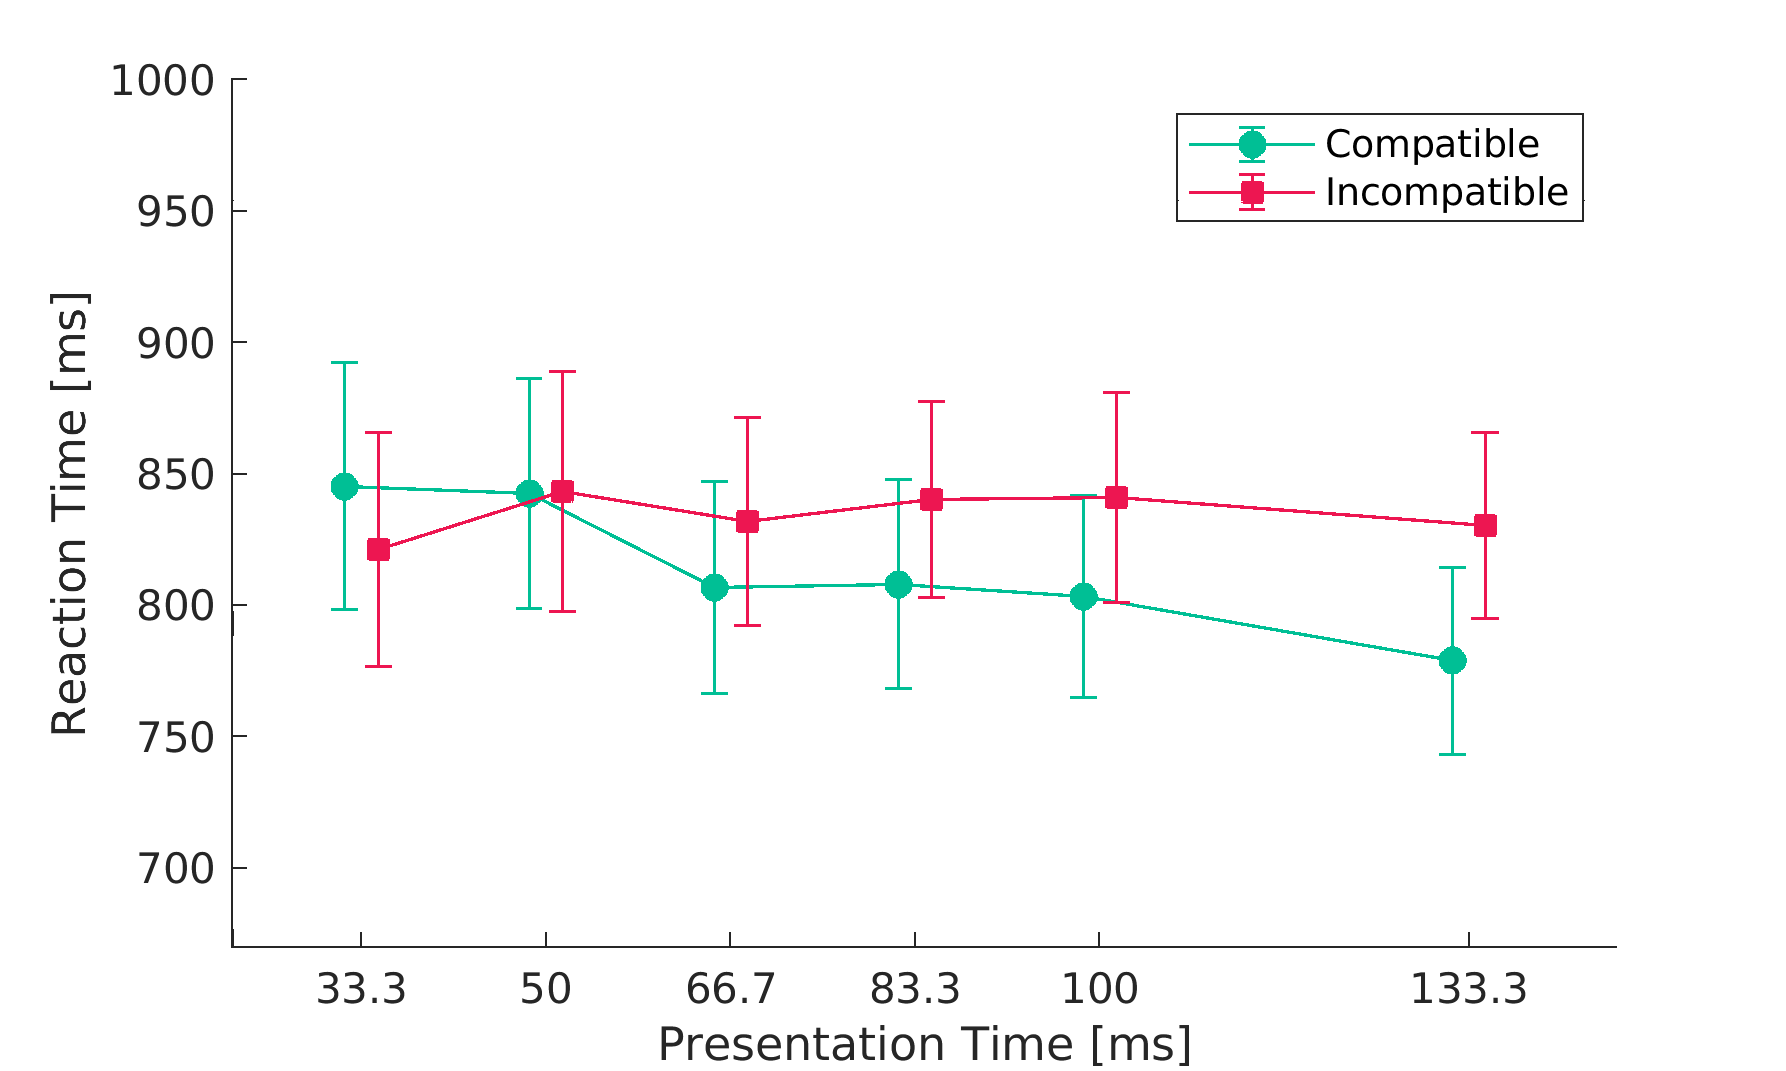 1000
950
900
850
800
750
700
Reaction Time [ms]
Compatible
Incompatible
33.3 50 66.7 83.3 100 133.3
Presentation Time [ms]